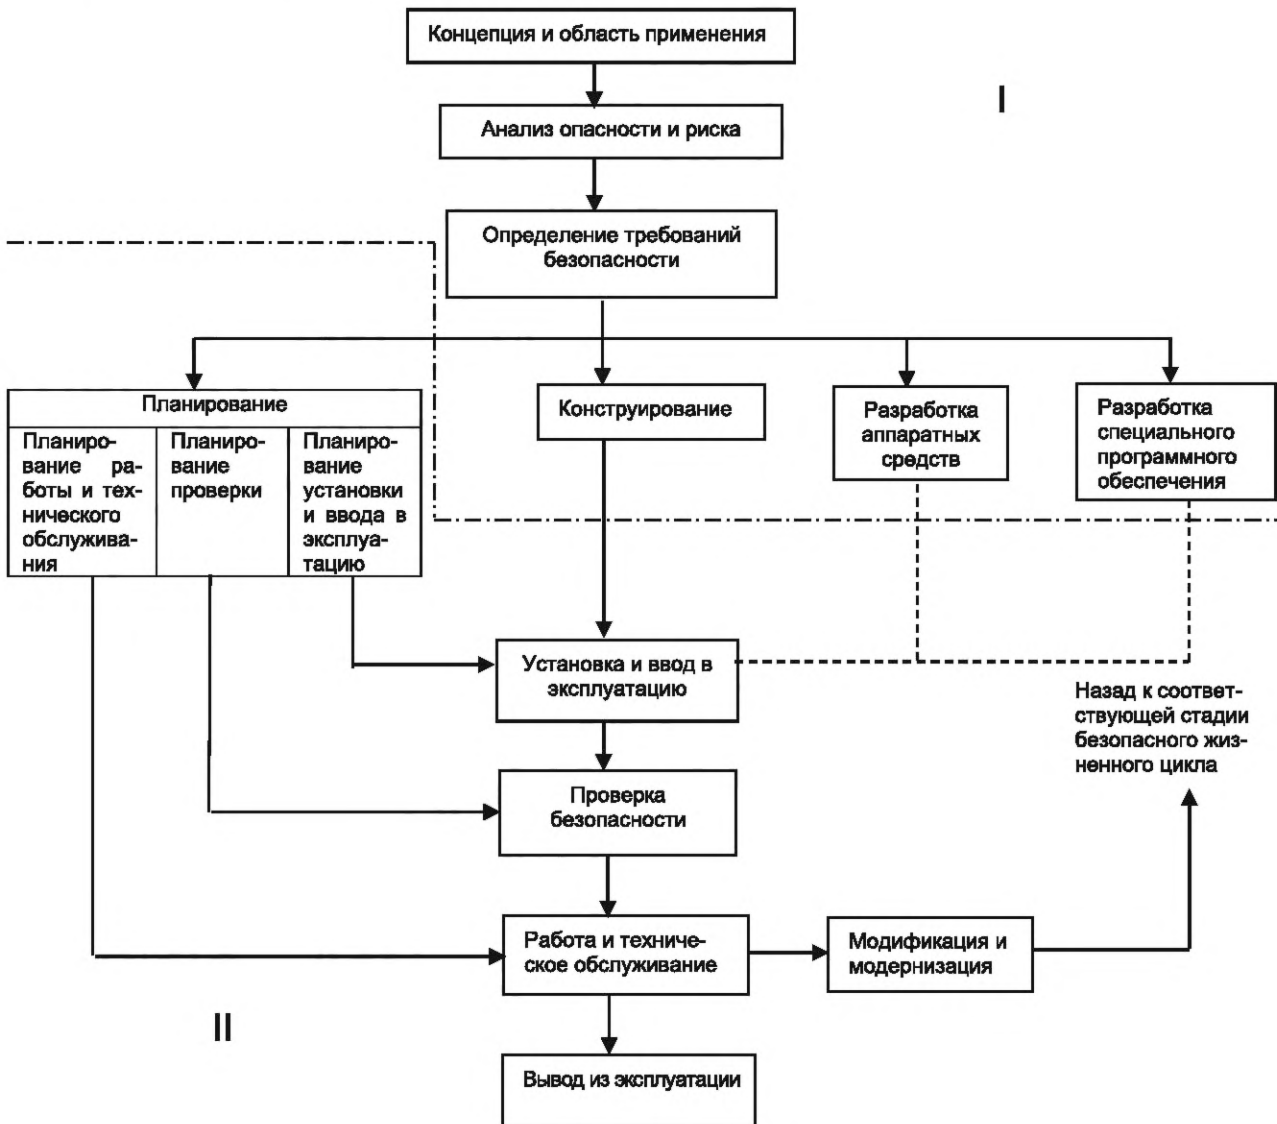 Концепция и область применения
I
Анализ опасности и риска
Определение требований
безопасности
Планирование
Планиро-
вание ра-
боты и тех-
нического
обслужива-
ния
Планиро-
вание
проверки
Планиро-
вание
установки
и ввода в
эксплуа-
тацию
Конструирование
Разработка
аппаратных
средств
Разработка
специального
программного
обеспечения
Установка и ввод в
эксплуатацию
Назад к соответ-
ствующей стадии
безопасного жиз-
ненного цикла
Проверка
безопасности
Работа и техниче-
ское обслуживание
Модификация и
модернизация
II
Вывод из эксплуатации